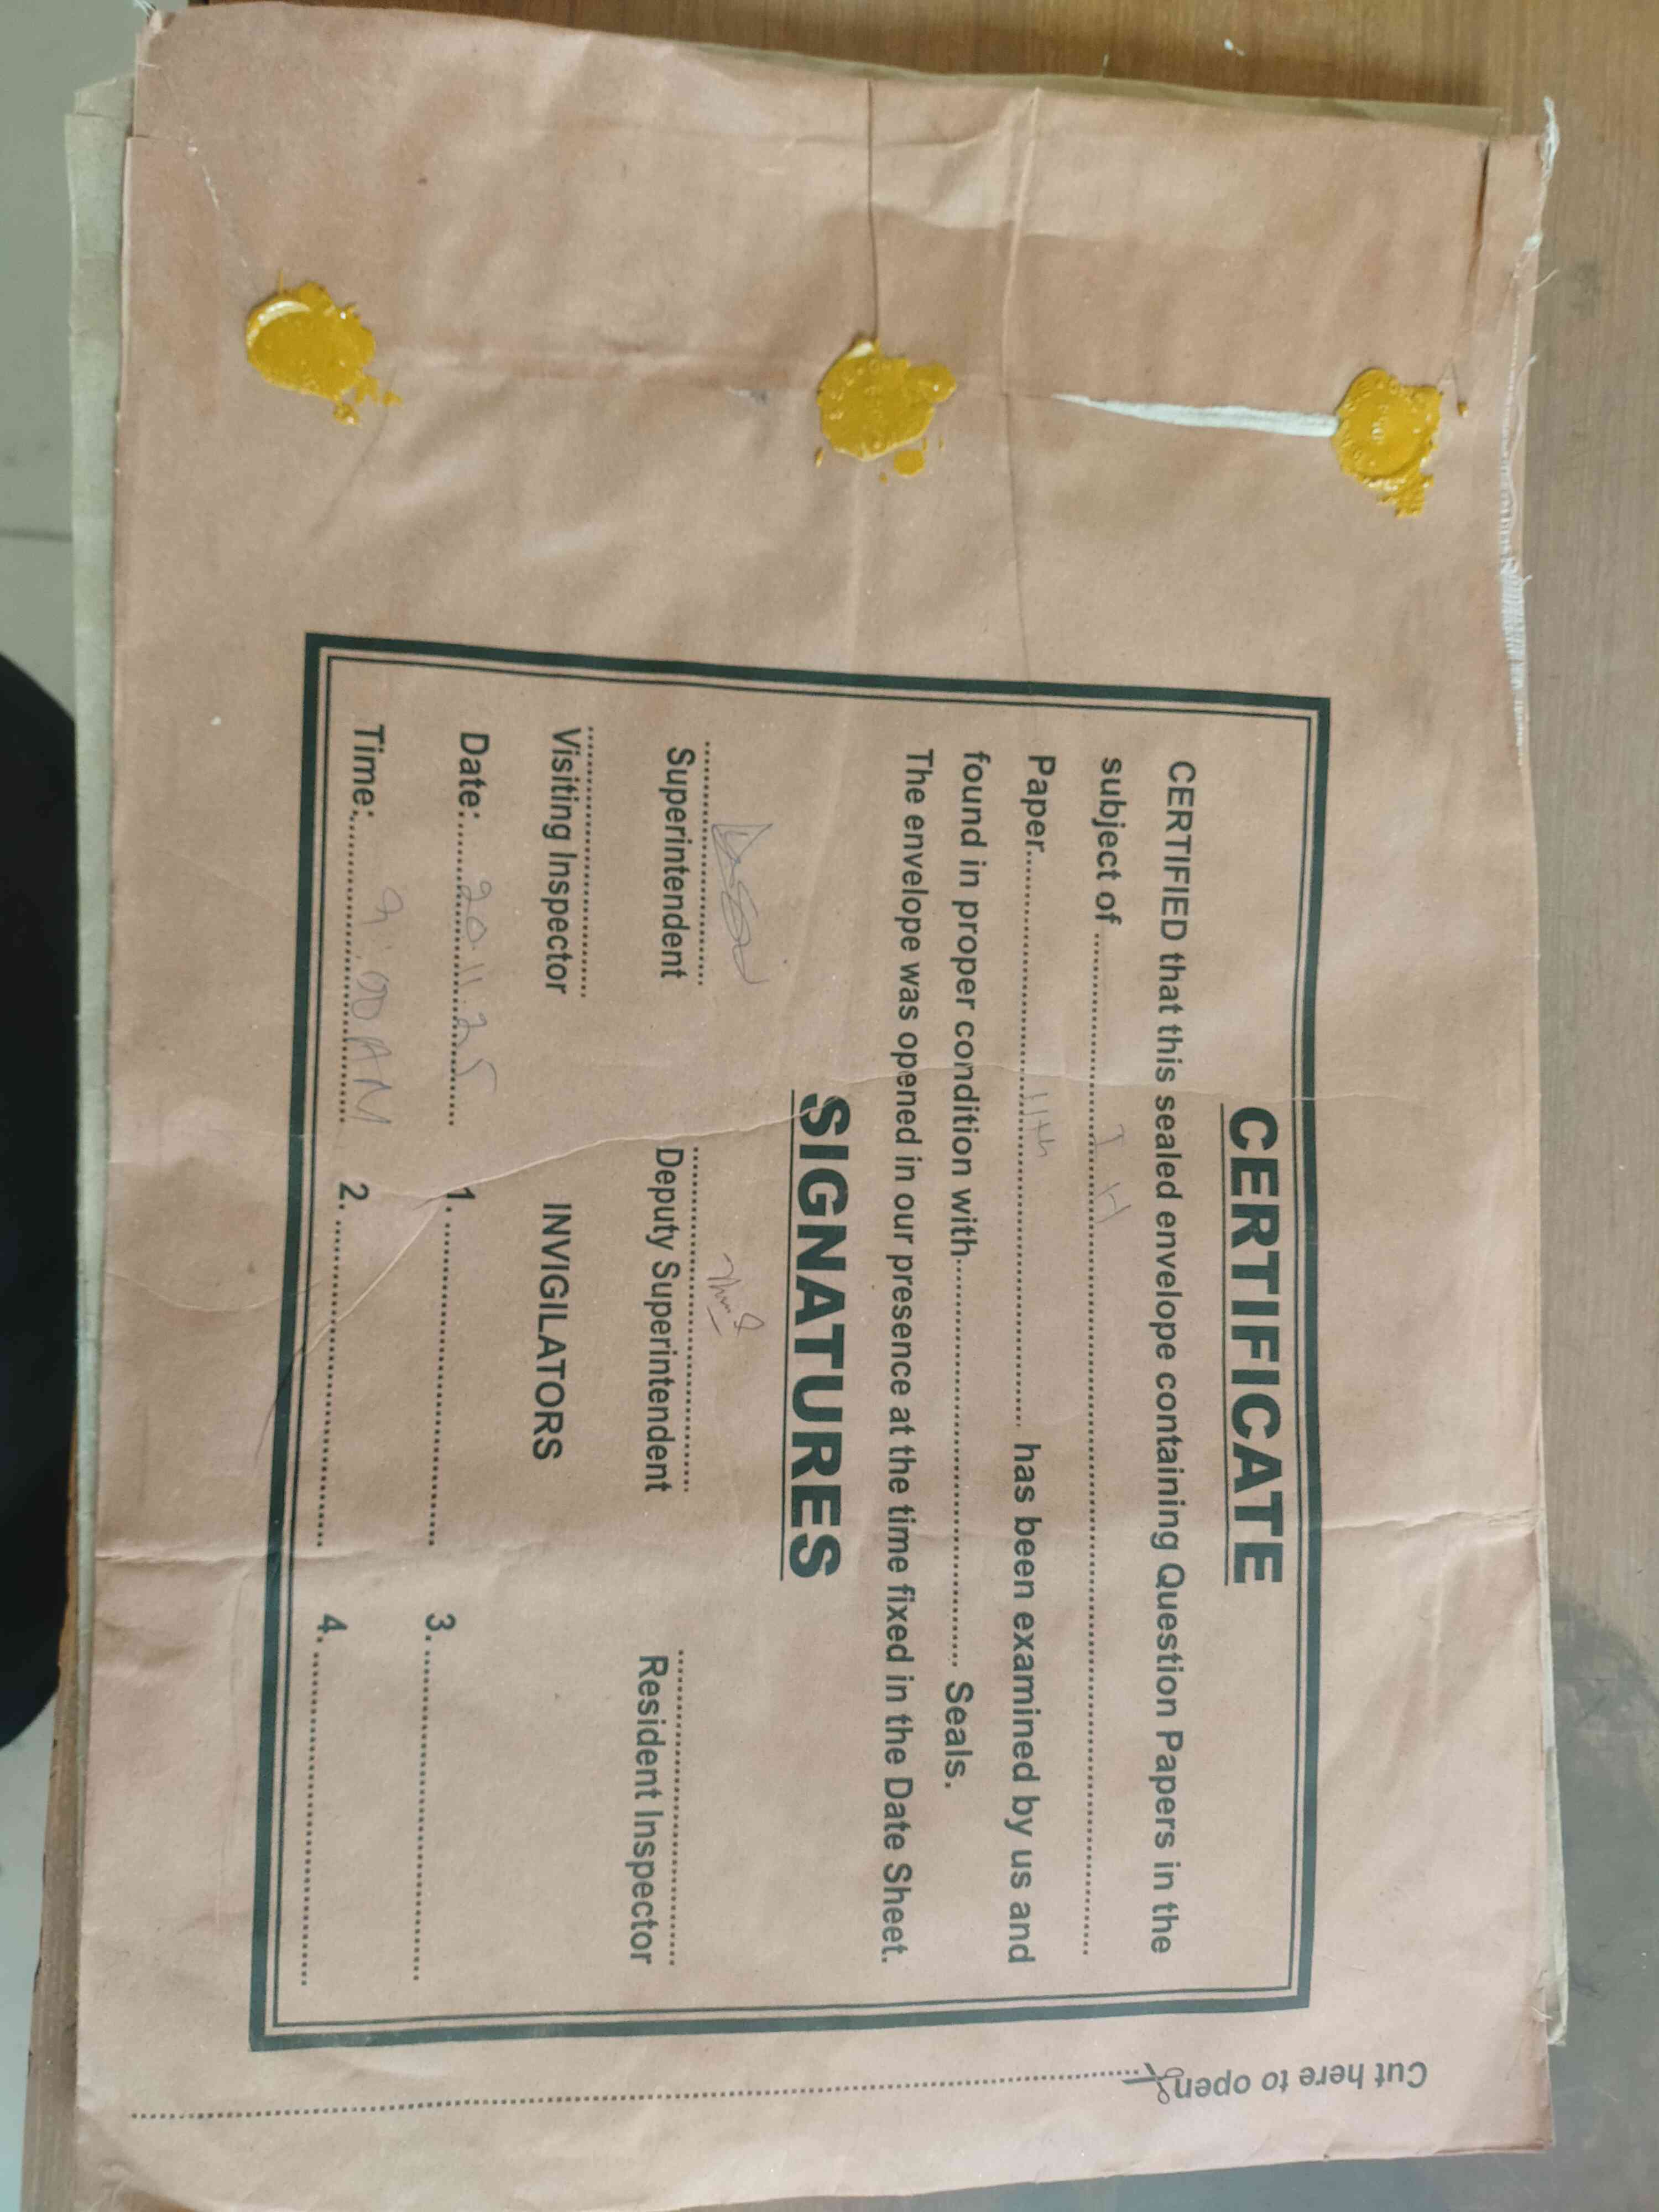 CERTIFICATE
CERTIFIED that this sealed envelope containing Question Papers in the
subject of ........................ I H ........................
Paper........................ 11th ........................ has been examined by us and
found in proper condition with........................ Seals.
The envelope was opened in our presence at the time fixed in the Date Sheet.
SIGNATURES
Superintendent Deputy Superintendent Resident Inspector
Visiting Inspector INVIGILATORS
Date:...... 20.11.25 1. ........................ 3. ........................
Time:...... 9:00 AM 2. ........................ 4. ........................
Cut here to open